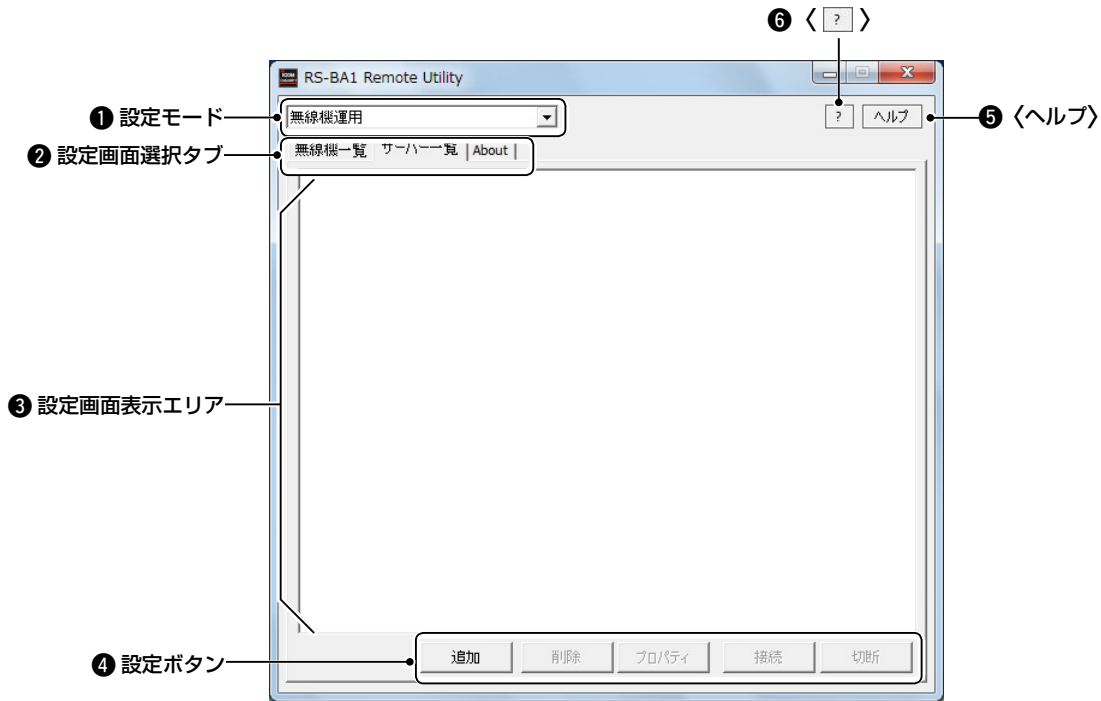 ❻〈 ? 〉
RS-BA1 Remote Utility
❶ 設定モード
無線機運用
?
ヘルプ
❺〈ヘルプ〉
❷ 設定画面選択タブ
無線機一覧 サーバー一覧 About
❸ 設定画面表示エリア
❹ 設定ボタン
追加 削除 プロパティ 接続 切断